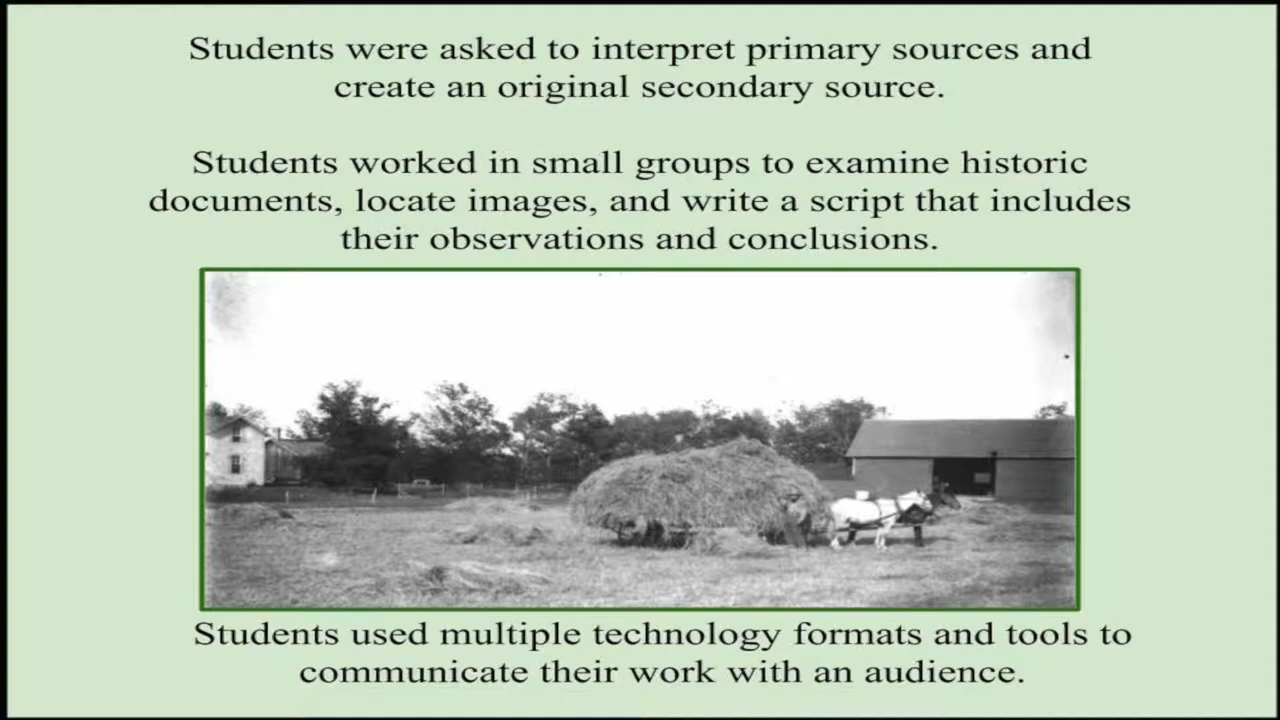 Students were asked to interpret primary sources and
create an original secondary source.
Students worked in small groups to examine historic
documents, locate images, and write a script that includes
their observations and conclusions.
Students used multiple technology formats and tools to
communicate their work with an audience.